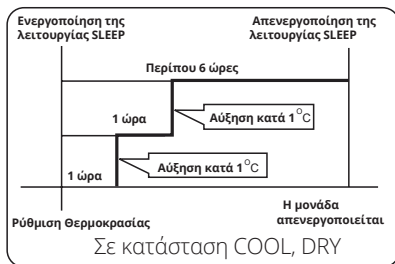 Ενεργοποίηση της
λειτουργίας SLEEP
Απενεργοποίηση της
λειτουργίας SLEEP
Περίπου 6 ώρες
1 ώρα
Αύξηση κατά 1°C
1 ώρα
Αύξηση κατά 1°C
Ρύθμιση Θερμοκρασίας
Η μονάδα
απενεργοποιείται
Σε κατάσταση COOL, DRY